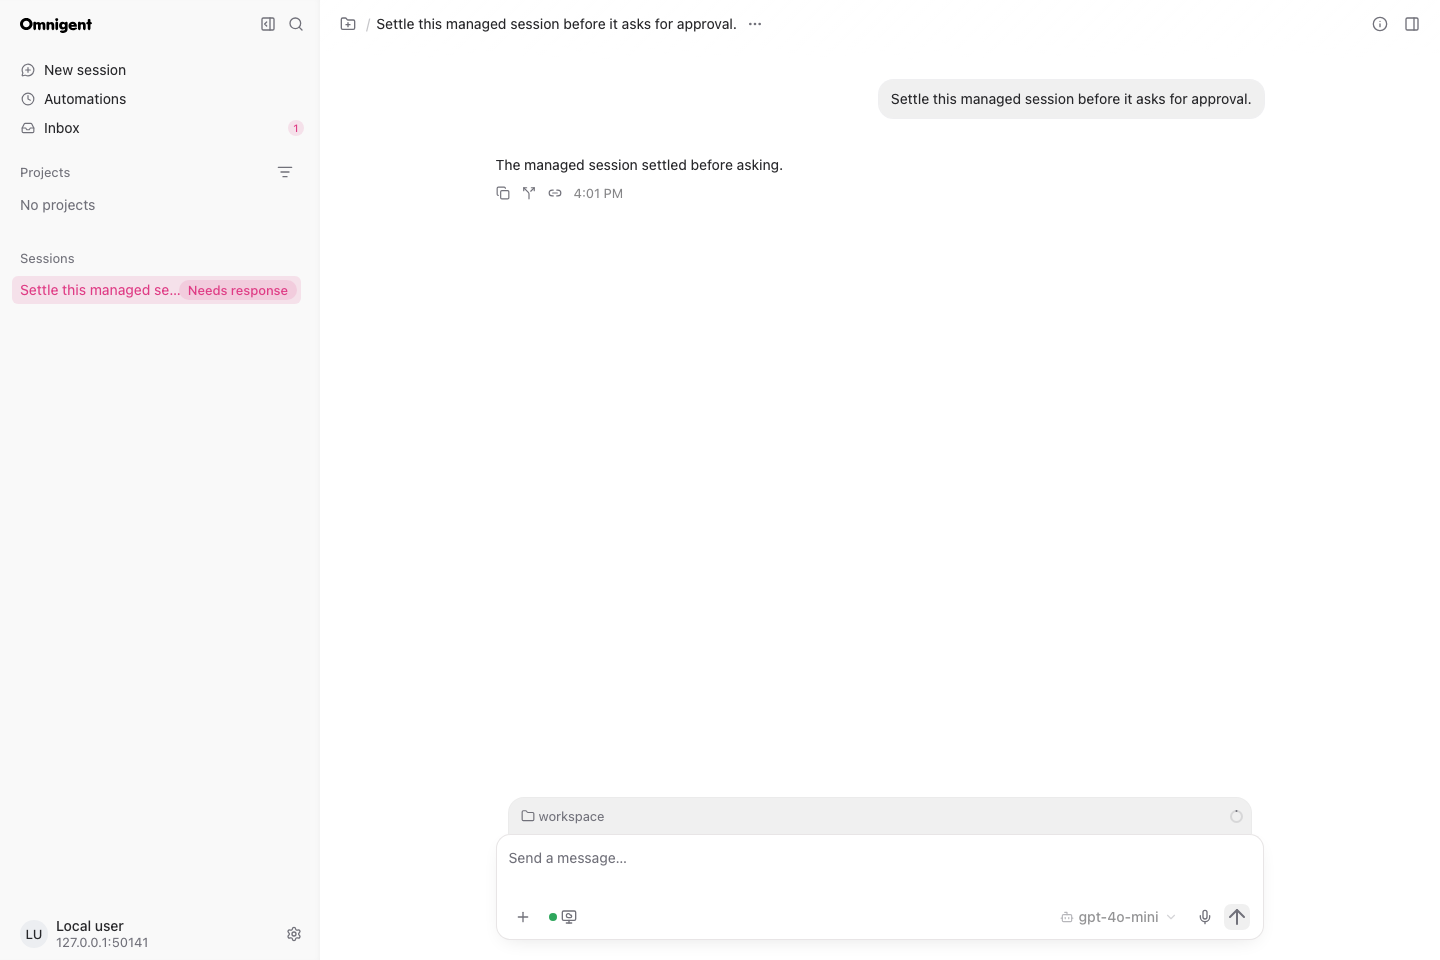 Omnigent
New session
Automations
Inbox
1
Projects
No projects
Sessions
Settle this managed se...
Needs response
Local user
LU
127.0.0.1:50141
/ Settle this managed session before it asks for approval.
Settle this managed session before it asks for approval.
The managed session settled before asking.
4:01 PM
workspace
Send a message...
gpt-4o-mini